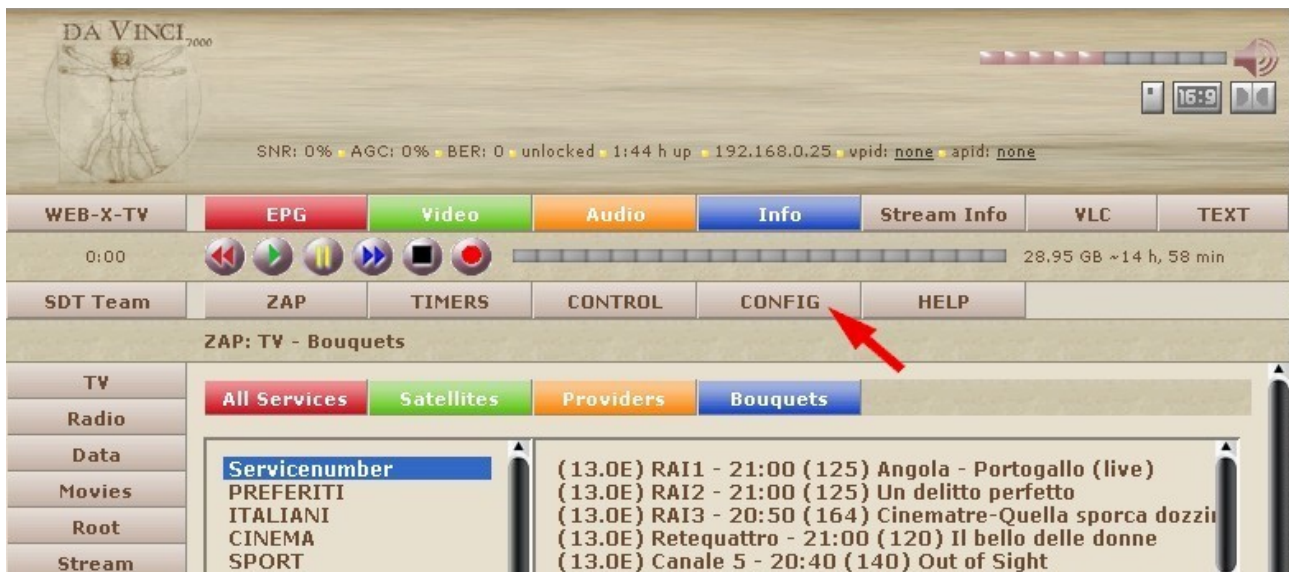 DA VINCI 7000
16:9
SNR: 0% AGC: 0% BER: 0 unlocked 1:44 h up 192.168.0.25 vpid: none apid: none
WEB-X-TV EPG Video Audio Info Stream Info VLC TEXT
0:00 28.95 GB ~14 h, 58 min
SDT Team ZAP TIMERS CONTROL CONFIG HELP
ZAP: TV - Bouquets
TV
Radio
Data
Movies
Root
Stream
All Services Satellites Providers Bouquets
Servicenumber
PREFERITI
ITALIANI
CINEMA
SPORT
(13.0E) RAI1 - 21:00 (125) Angola - Portogallo (live)
(13.0E) RAI2 - 21:00 (125) Un delitto perfetto
(13.0E) RAI3 - 20:50 (164) Cinematre-Quella sporca dozzin
(13.0E) Retequattro - 21:00 (120) Il bello delle donne
(13.0E) Canale 5 - 20:40 (140) Out of Sight